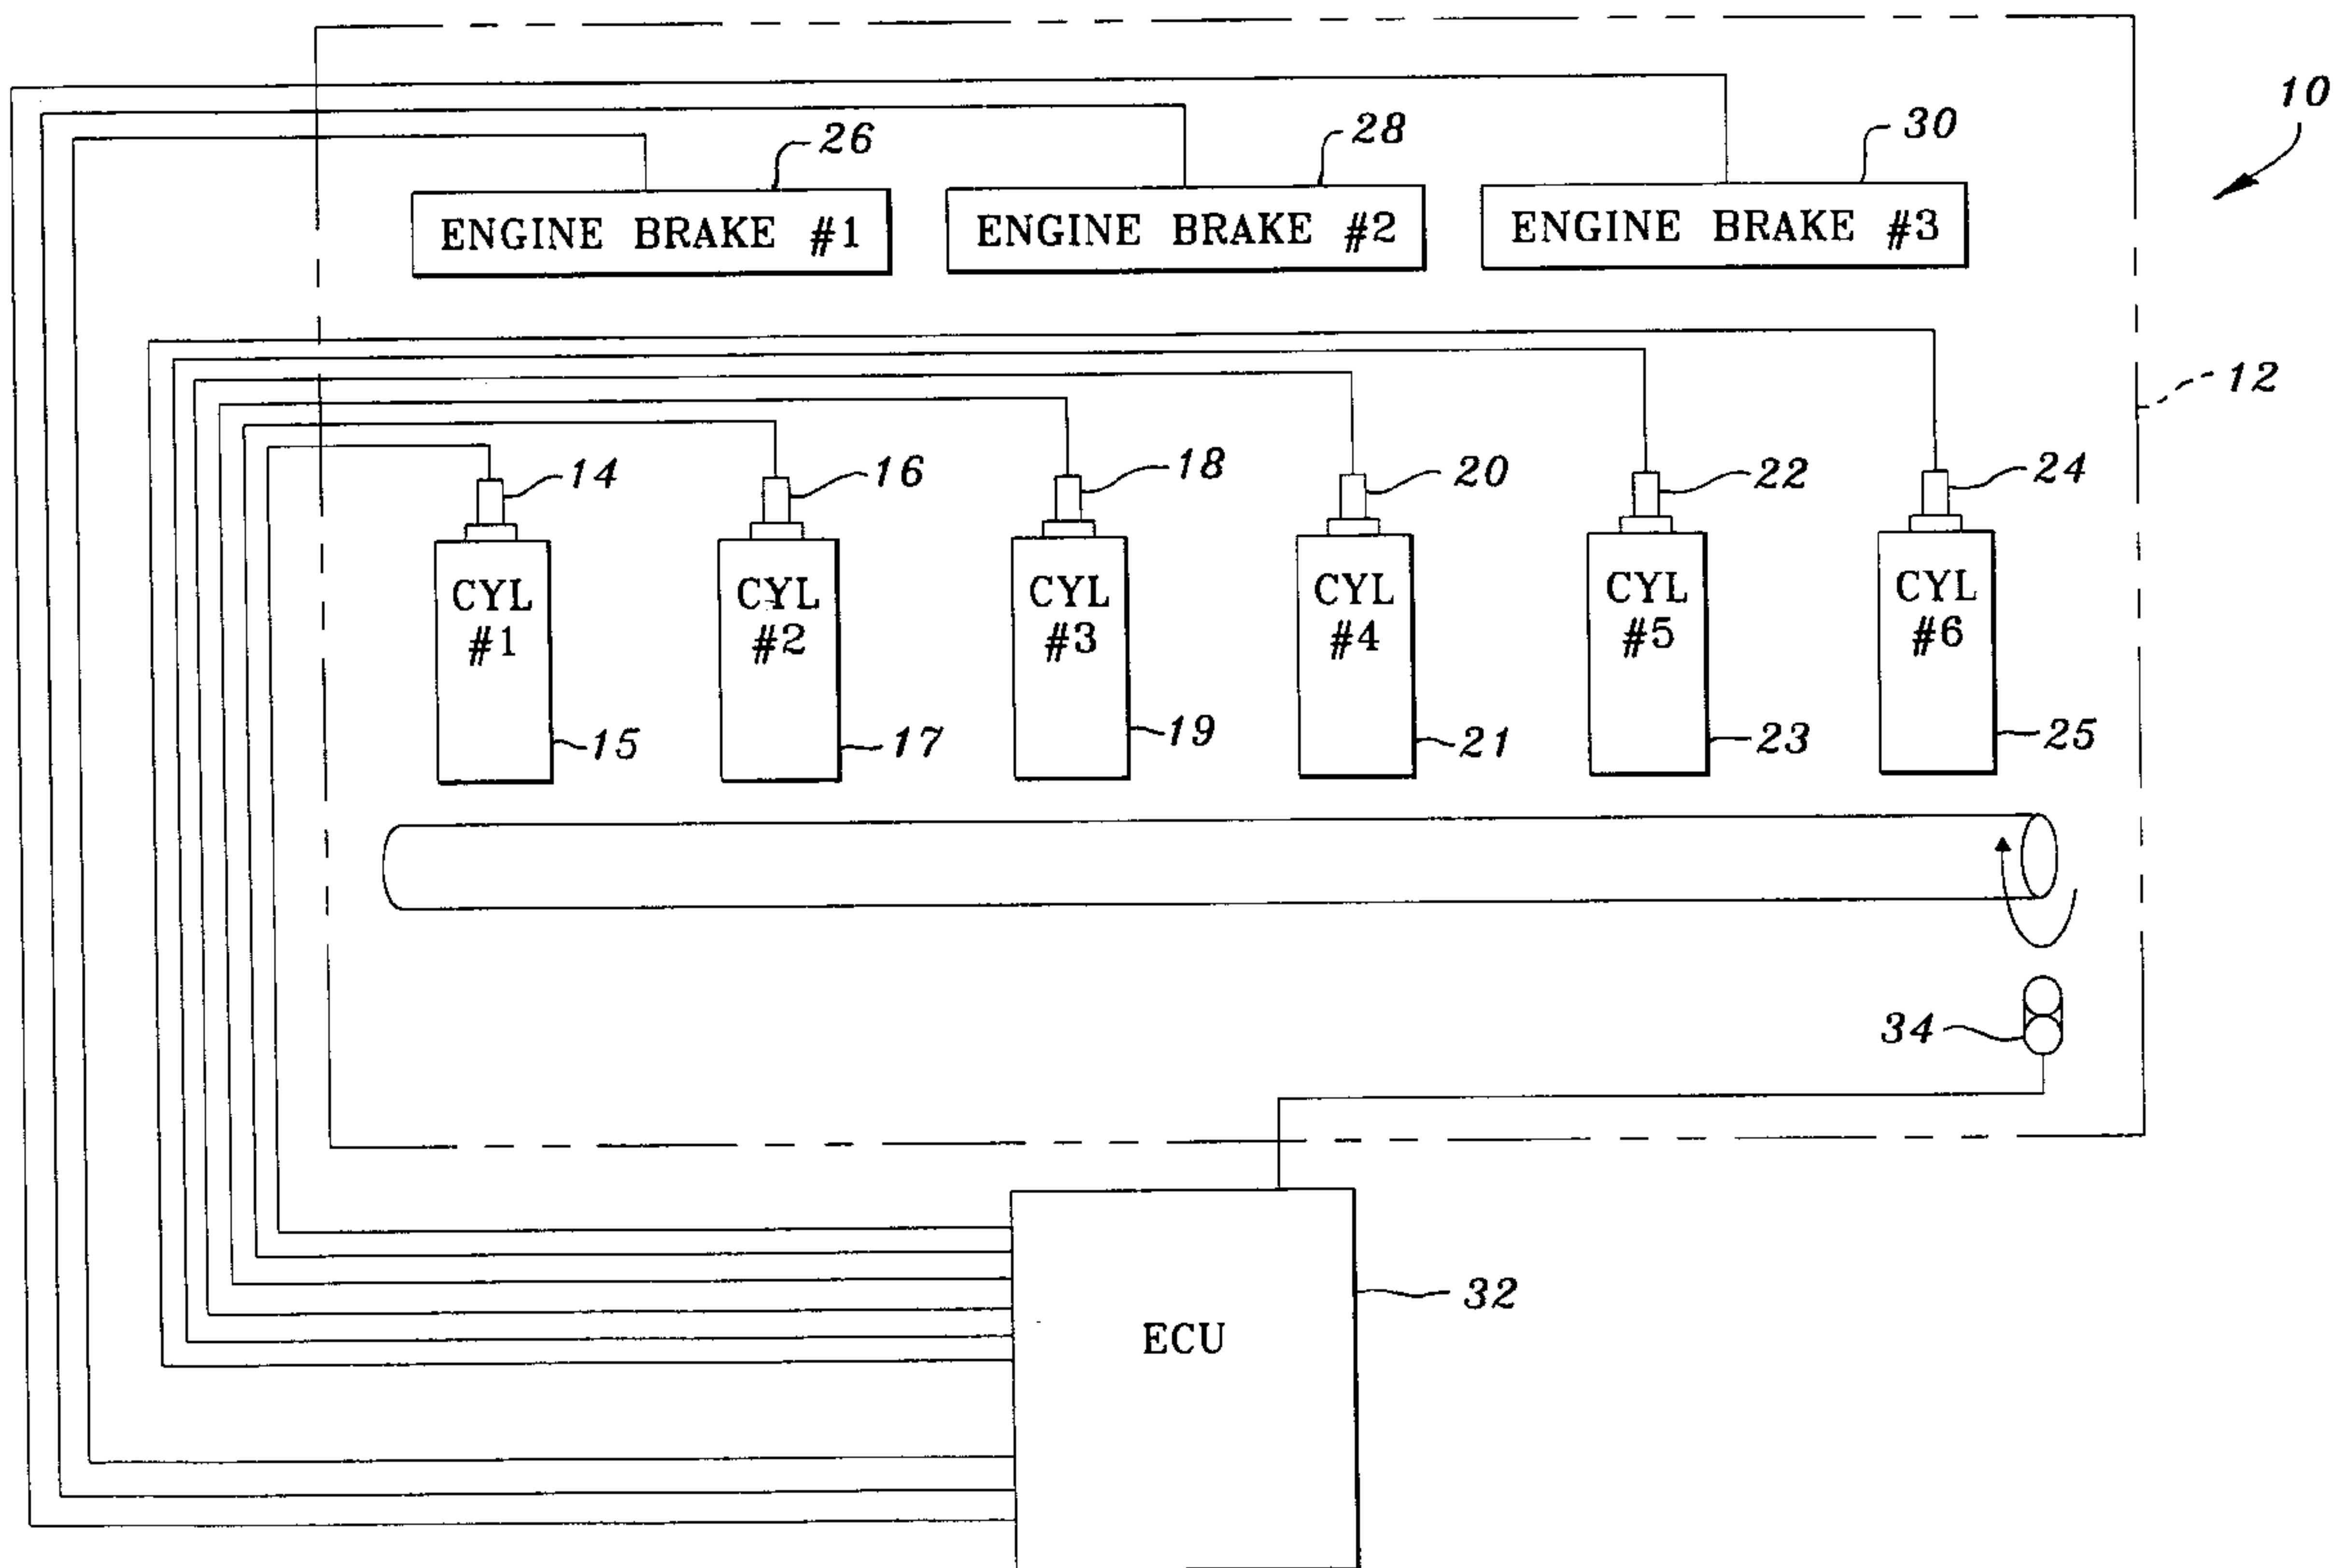 10
26
28
30
ENGINE BRAKE #1
ENGINE BRAKE #2
ENGINE BRAKE #3
12
14
16
18
20
22
24
CYL
#1
CYL
#2
CYL
#3
CYL
#4
CYL
#5
CYL
#6
15
17
19
21
23
25
34
32
ECU